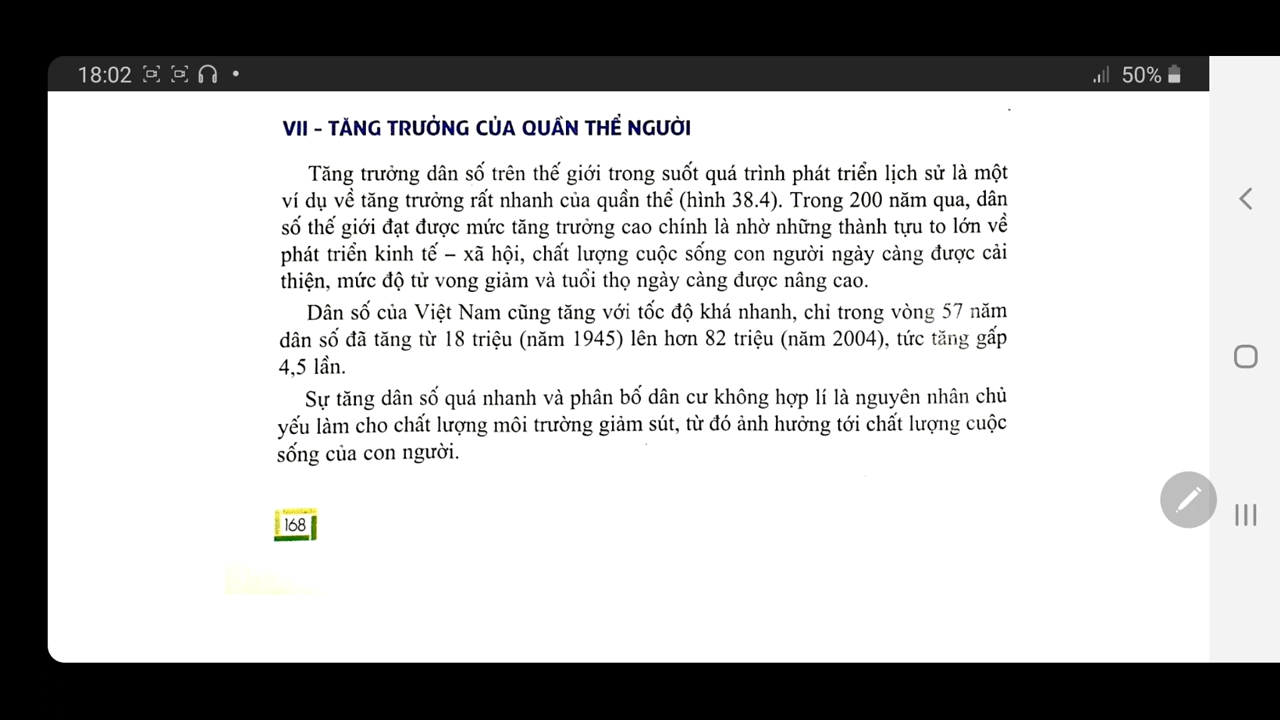 18:02
50%
VII - TĂNG TRƯỞNG CỦA QUẦN THỂ NGƯỜI
Tăng trưởng dân số trên thế giới trong suốt quá trình phát triển lịch sử là một
ví dụ về tăng trưởng rất nhanh của quần thể (hình 38.4). Trong 200 năm qua, dân
số thế giới đạt được mức tăng trưởng cao chính là nhờ những thành tựu to lớn về
phát triển kinh tế – xã hội, chất lượng cuộc sống con người ngày càng được cải
thiện, mức độ tử vong giảm và tuổi thọ ngày càng được nâng cao.
Dân số của Việt Nam cũng tăng với tốc độ khá nhanh, chỉ trong vòng 57 năm
dân số đã tăng từ 18 triệu (năm 1945) lên hơn 82 triệu (năm 2004), tức tăng gấp
4,5 lần.
Sự tăng dân số quá nhanh và phân bố dân cư không hợp lí là nguyên nhân chủ
yếu làm cho chất lượng môi trường giảm sút, từ đó ảnh hưởng tới chất lượng cuộc
sống của con người.
168